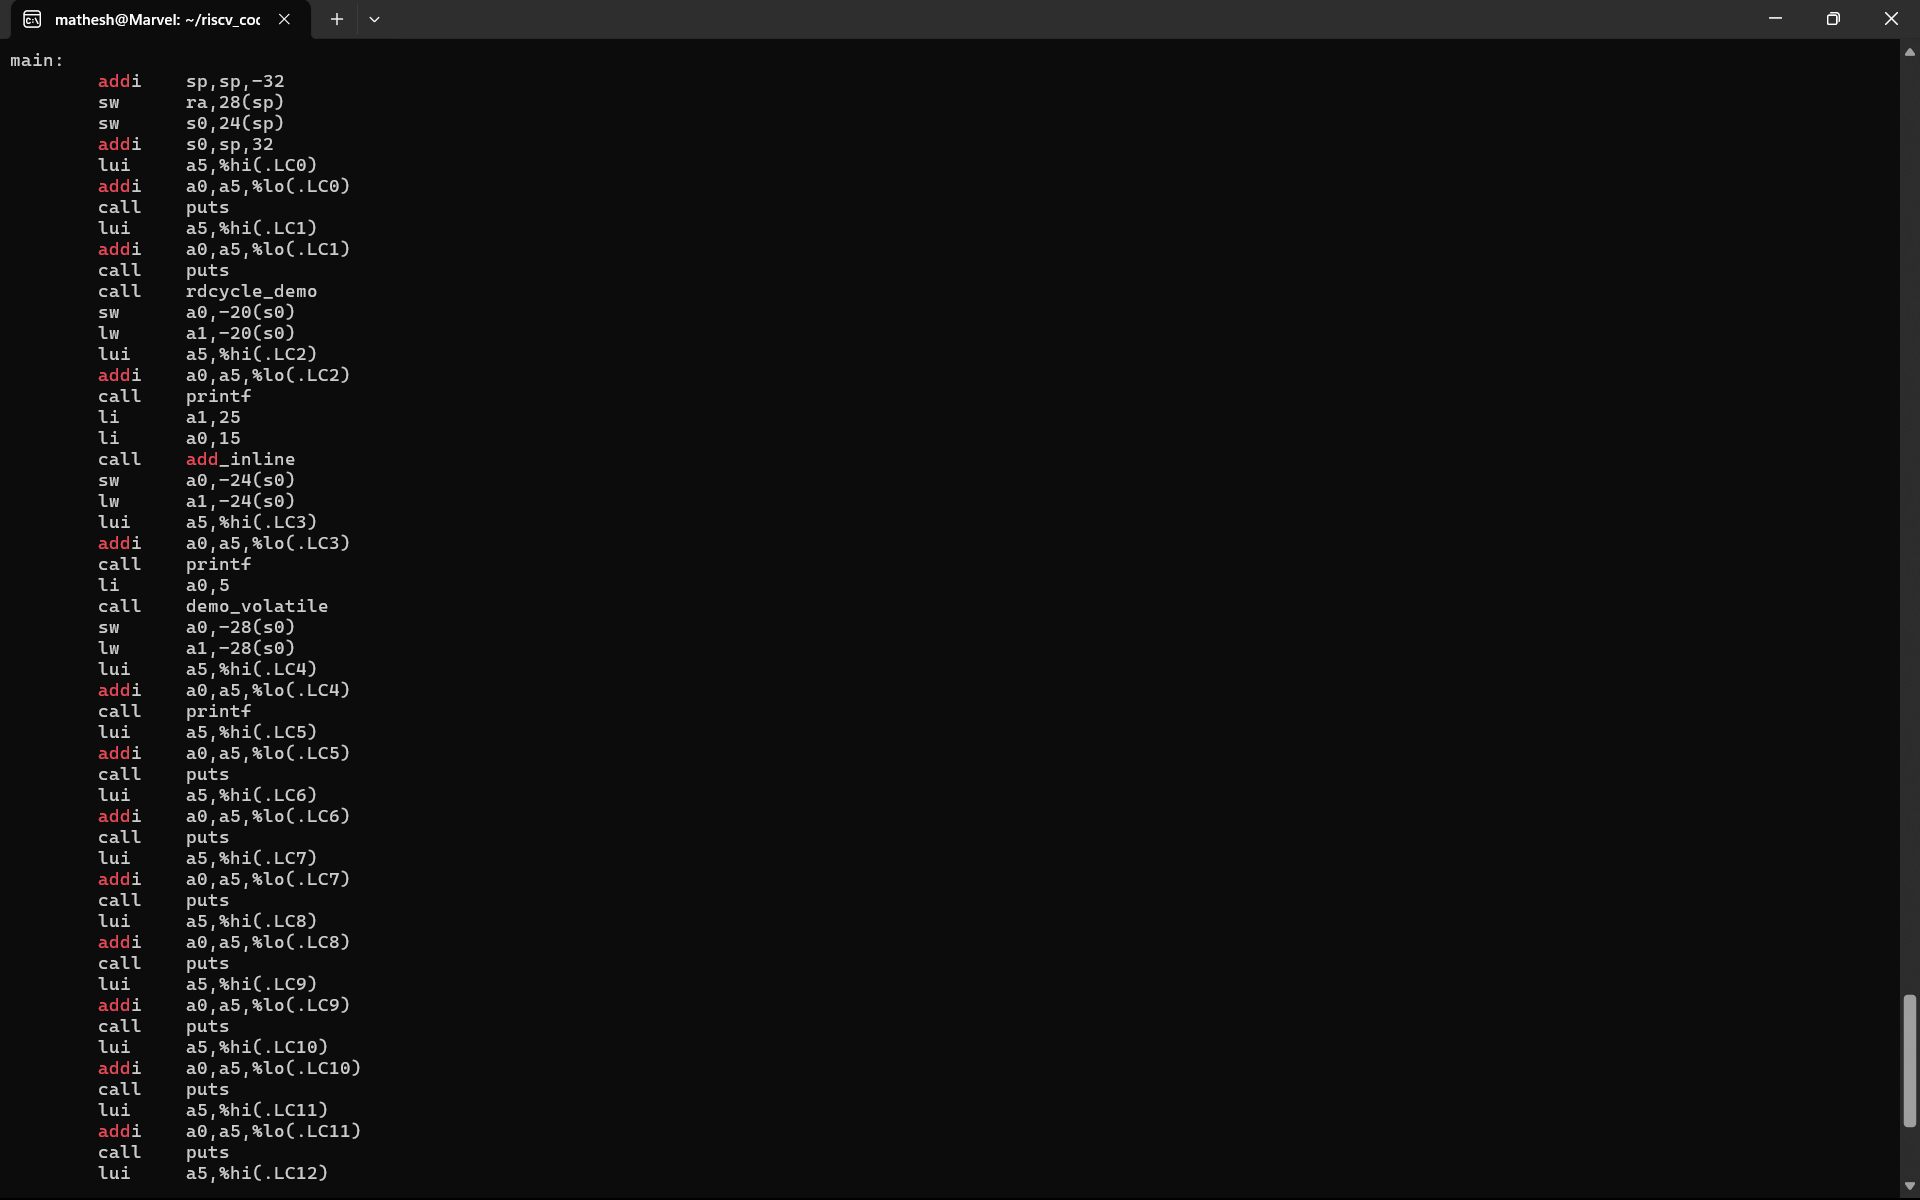 mathesh@Marvel: ~/riscv_coc
main:
addi sp,sp,-32
sw ra,28(sp)
sw s0,24(sp)
addi s0,sp,32
lui a5,%hi(.LC0)
addi a0,a5,%lo(.LC0)
call puts
lui a5,%hi(.LC1)
addi a0,a5,%lo(.LC1)
call puts
call rdcycle_demo
sw a0,-20(s0)
lw a1,-20(s0)
lui a5,%hi(.LC2)
addi a0,a5,%lo(.LC2)
call printf
li a1,25
li a0,15
call add_inline
sw a0,-24(s0)
lw a1,-24(s0)
lui a5,%hi(.LC3)
addi a0,a5,%lo(.LC3)
call printf
li a0,5
call demo_volatile
sw a0,-28(s0)
lw a1,-28(s0)
lui a5,%hi(.LC4)
addi a0,a5,%lo(.LC4)
call printf
lui a5,%hi(.LC5)
addi a0,a5,%lo(.LC5)
call puts
lui a5,%hi(.LC6)
addi a0,a5,%lo(.LC6)
call puts
lui a5,%hi(.LC7)
addi a0,a5,%lo(.LC7)
call puts
lui a5,%hi(.LC8)
addi a0,a5,%lo(.LC8)
call puts
lui a5,%hi(.LC9)
addi a0,a5,%lo(.LC9)
call puts
lui a5,%hi(.LC10)
addi a0,a5,%lo(.LC10)
call puts
lui a5,%hi(.LC11)
addi a0,a5,%lo(.LC11)
call puts
lui a5,%hi(.LC12)